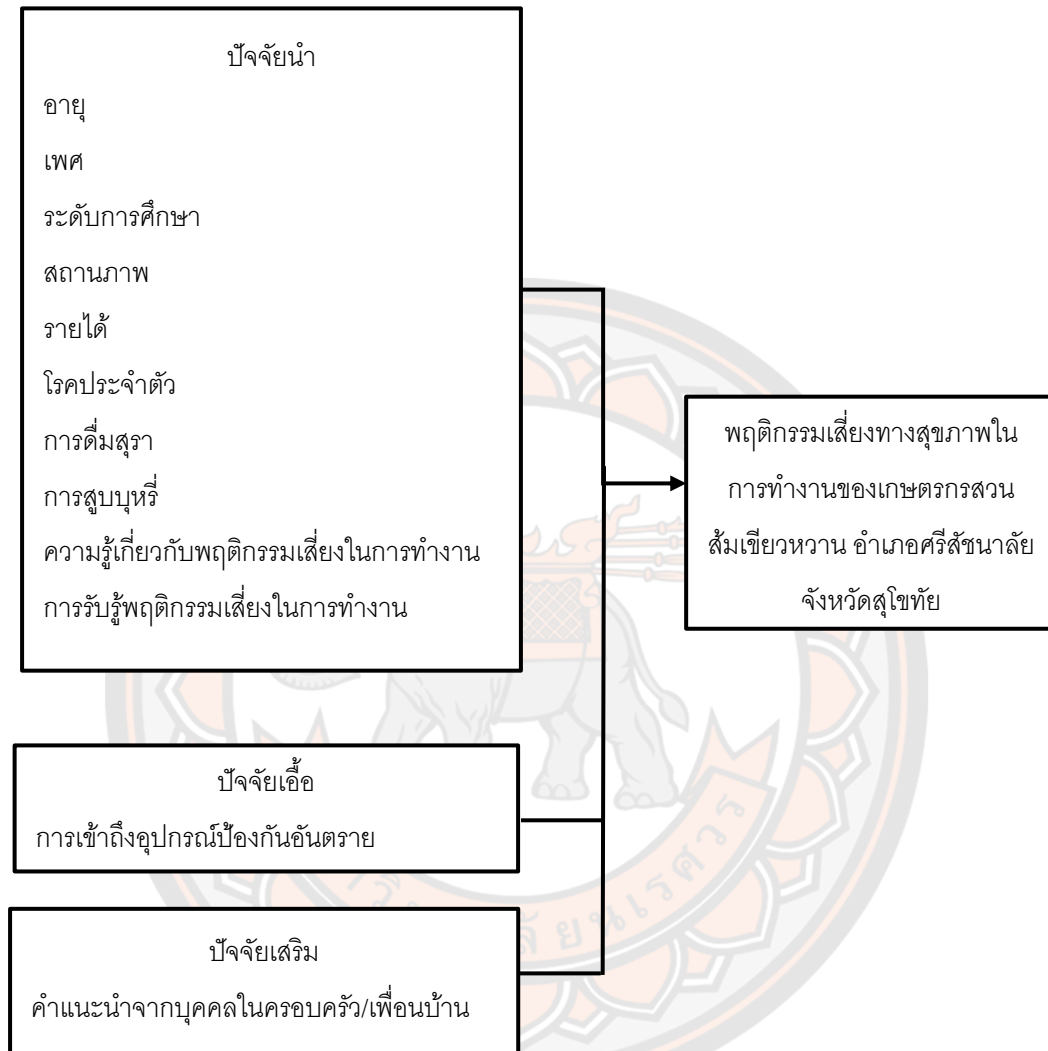 ปัจจัยนำ
อายุ
เพศ
ระดับการศึกษา
สถานภาพ
รายได้
โรคประจำตัว
การดื่มสุรา
การสูบบุหรี่
ความรู้เกี่ยวกับพฤติกรรมเสี่ยงในการทำงาน
การรับรู้พฤติกรรมเสี่ยงในการทำงาน
พฤติกรรมเสี่ยงทางสุขภาพใน
การทำงานของเกษตรกรสวน
ส้มเขียวหวาน อำเภอศรีสัชนาลัย
จังหวัดสุโขทัย
ปัจจัยเอื้อ
การเข้าถึงอุปกรณ์ป้องกันอันตราย
ปัจจัยเสริม
คำแนะนำจากบุคคลในครอบครัว/เพื่อนบ้าน